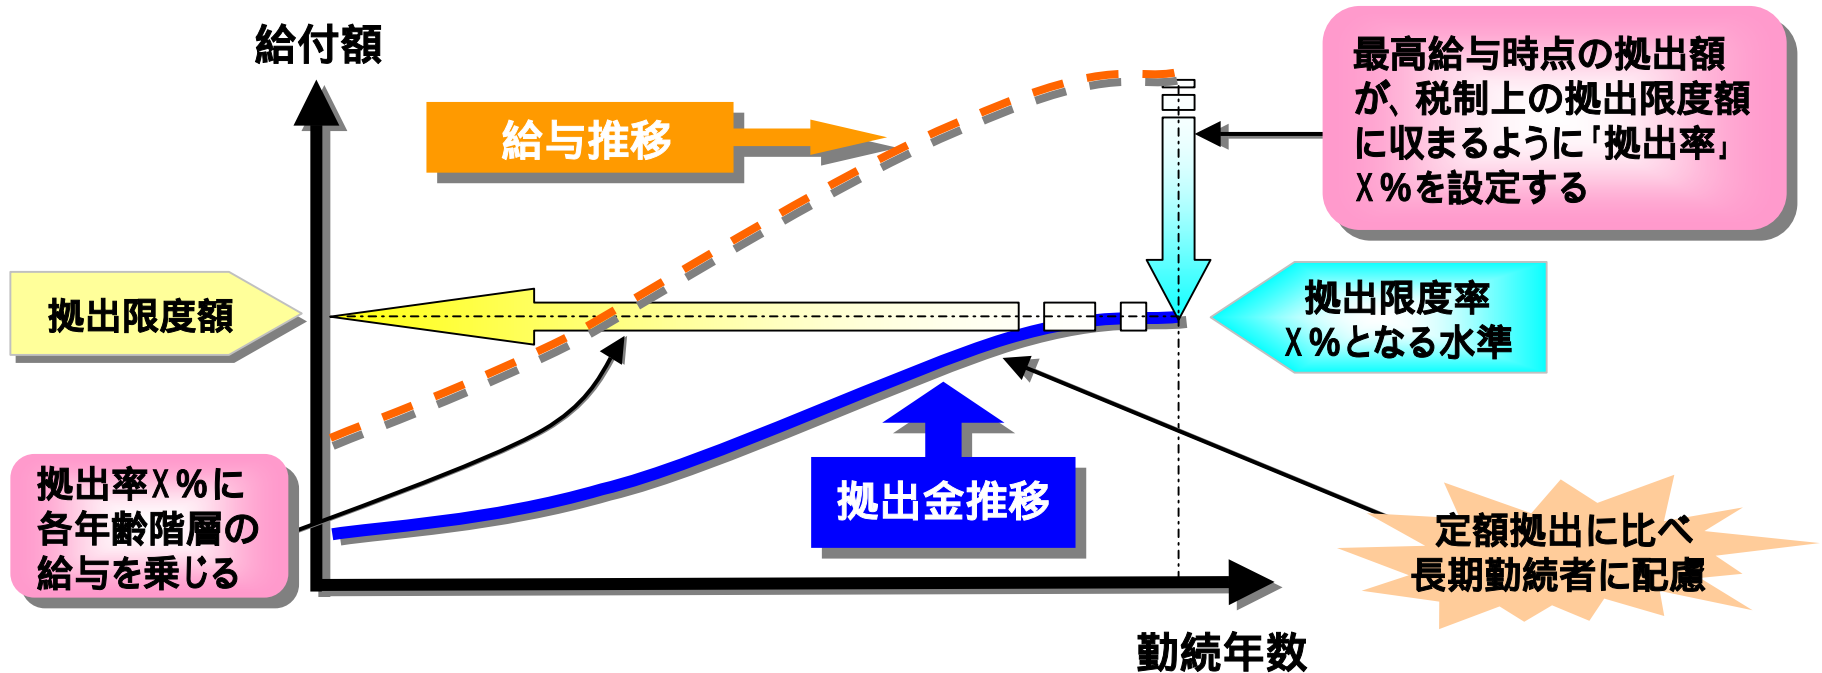 給付額
最高給与時点の拠出額
が、税制上の拠出限度額
に収まるように「拠出率」
X%を設定する
給与推移
拠出限度額
拠出限度率
X%となる水準
拠出率X%に
各年齢階層の
給与を乗じる
拠出金推移
定額拠出に比べ
長期勤続者に配慮
勤続年数